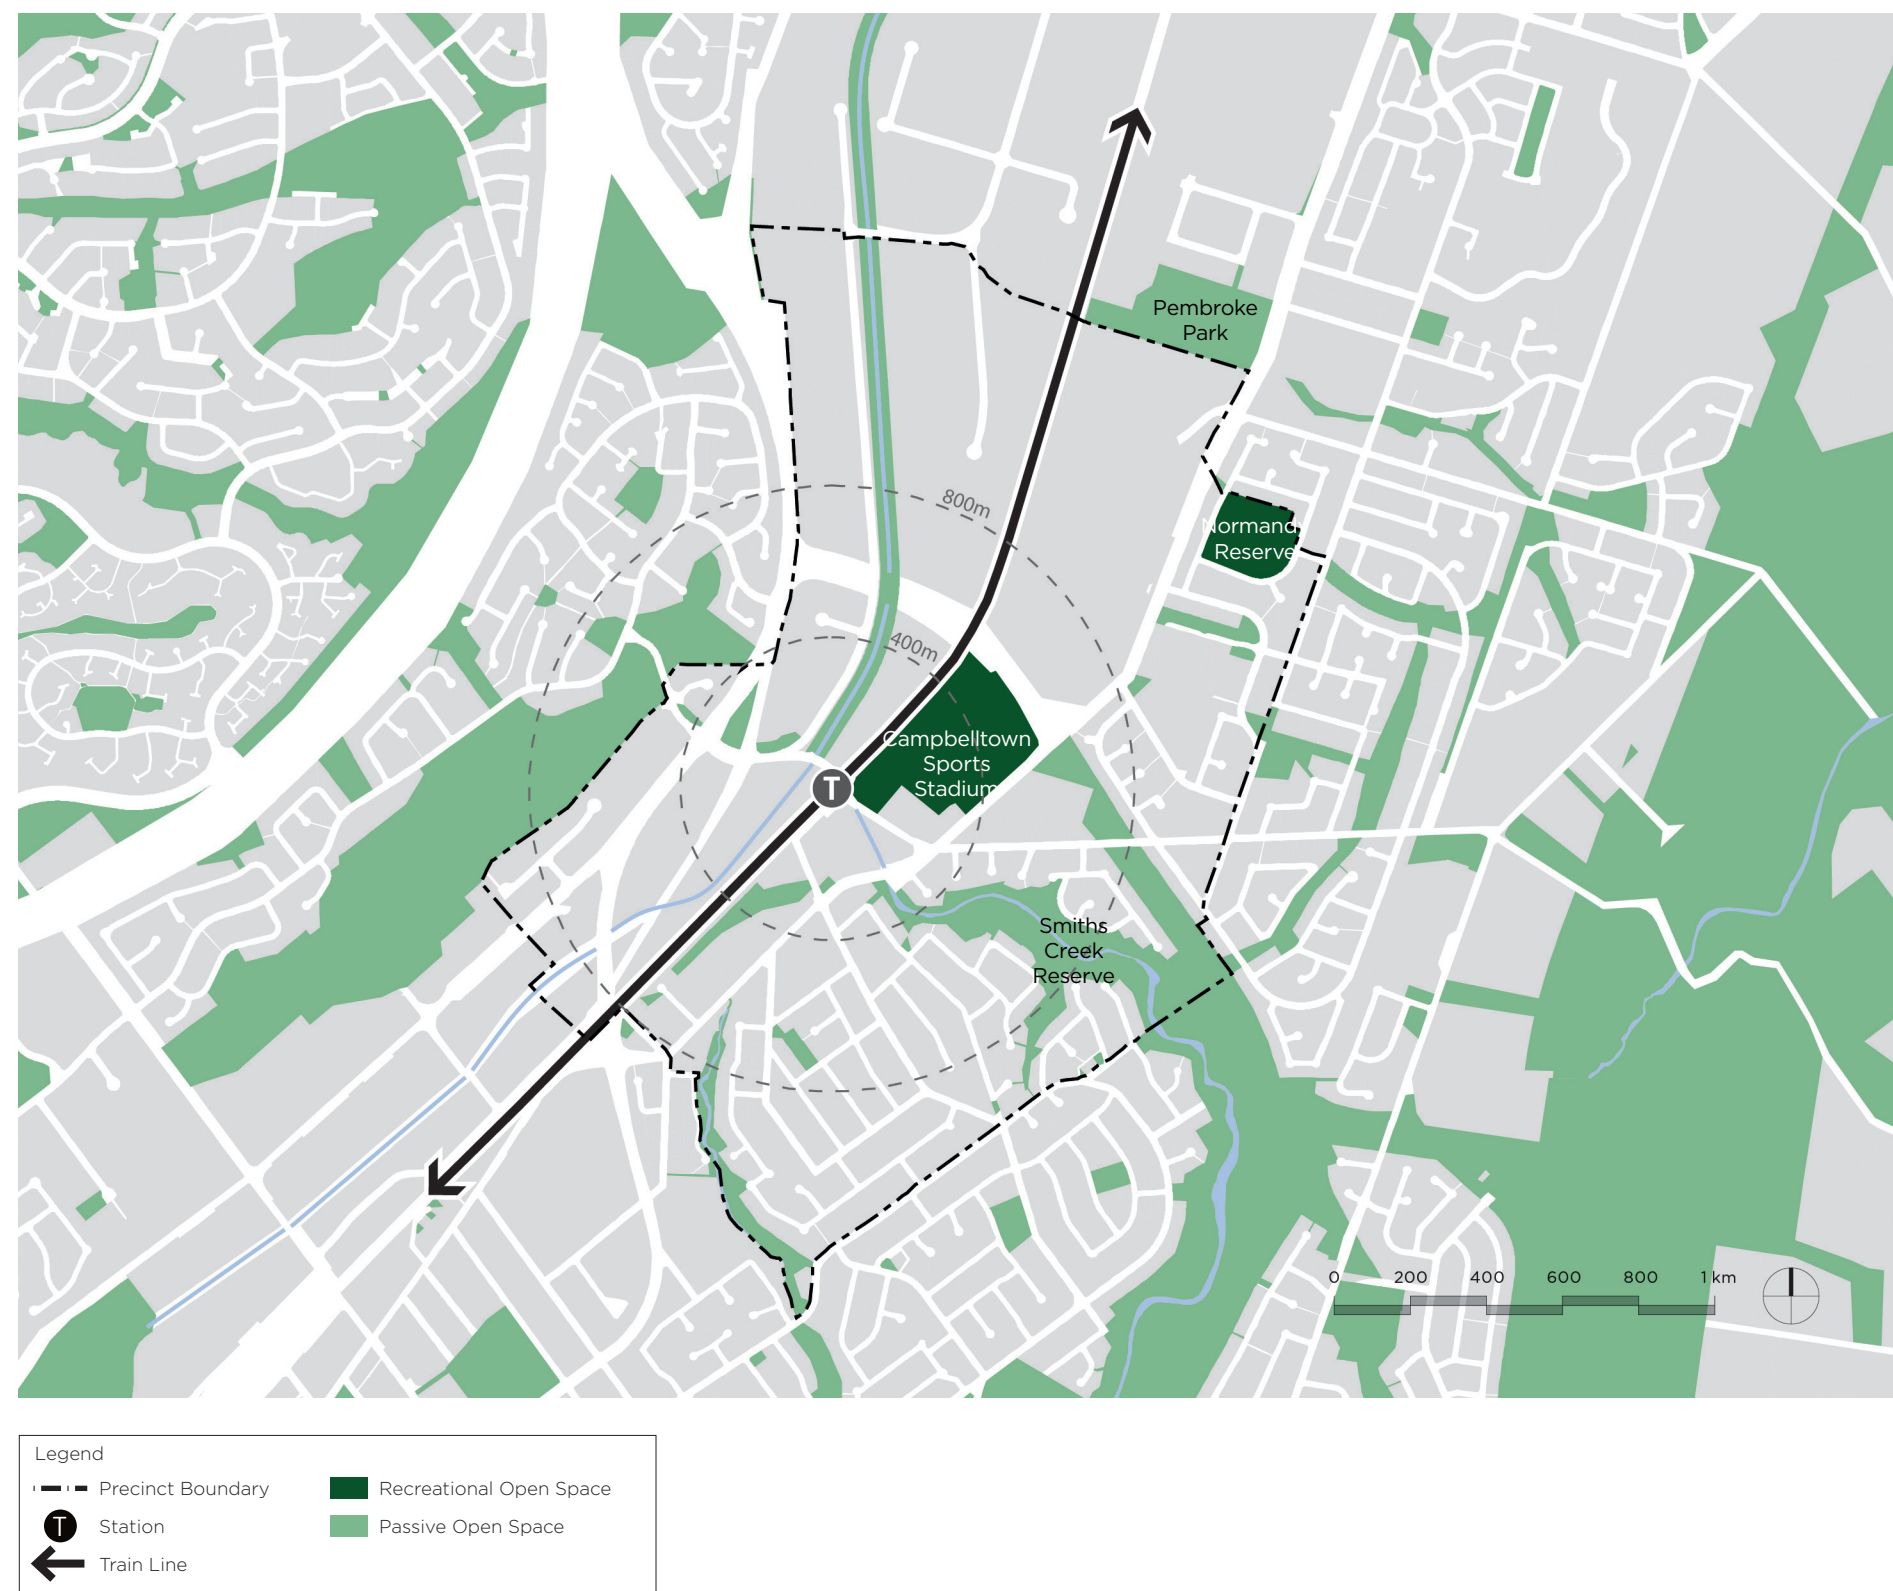 Pembroke
Park
800m
Normandy
Reserve
400m
Campbelltown
Sports
Stadium
T
Smiths
Creek
Reserve
0 200 400 600 800 1 km
Legend
Precinct Boundary
Recreational Open Space
T Station
Passive Open Space
Train Line